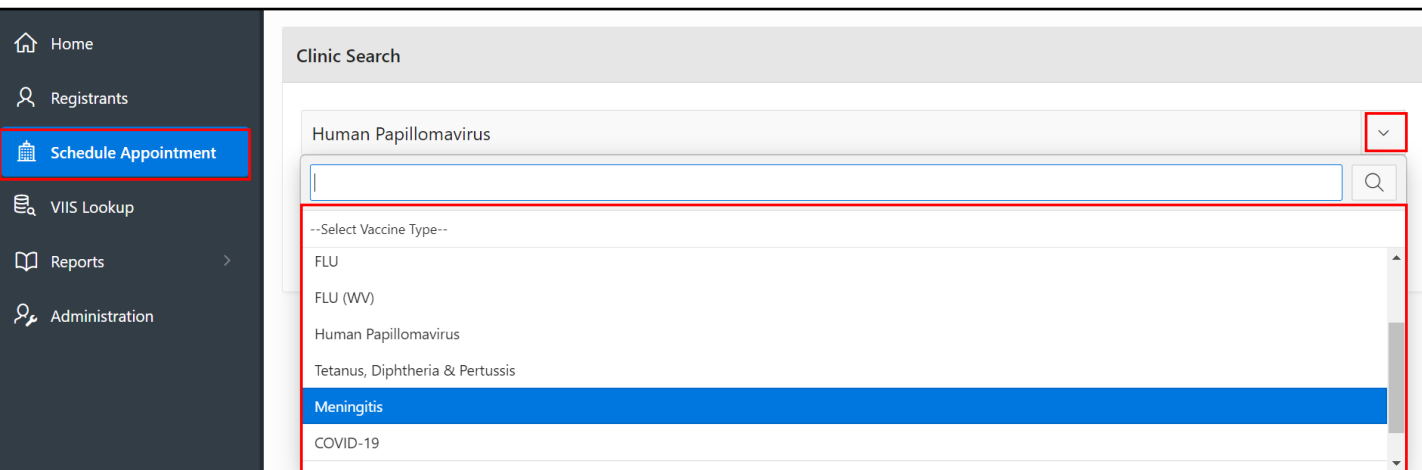 Home
Registrants
Schedule Appointment
VIIS Lookup
Reports
Administration
Clinic Search
Human Papillomavirus
--Select Vaccine Type--
FLU
FLU (WV)
Human Papillomavirus
Tetanus, Diphtheria & Pertussis
Meningitis
COVID-19